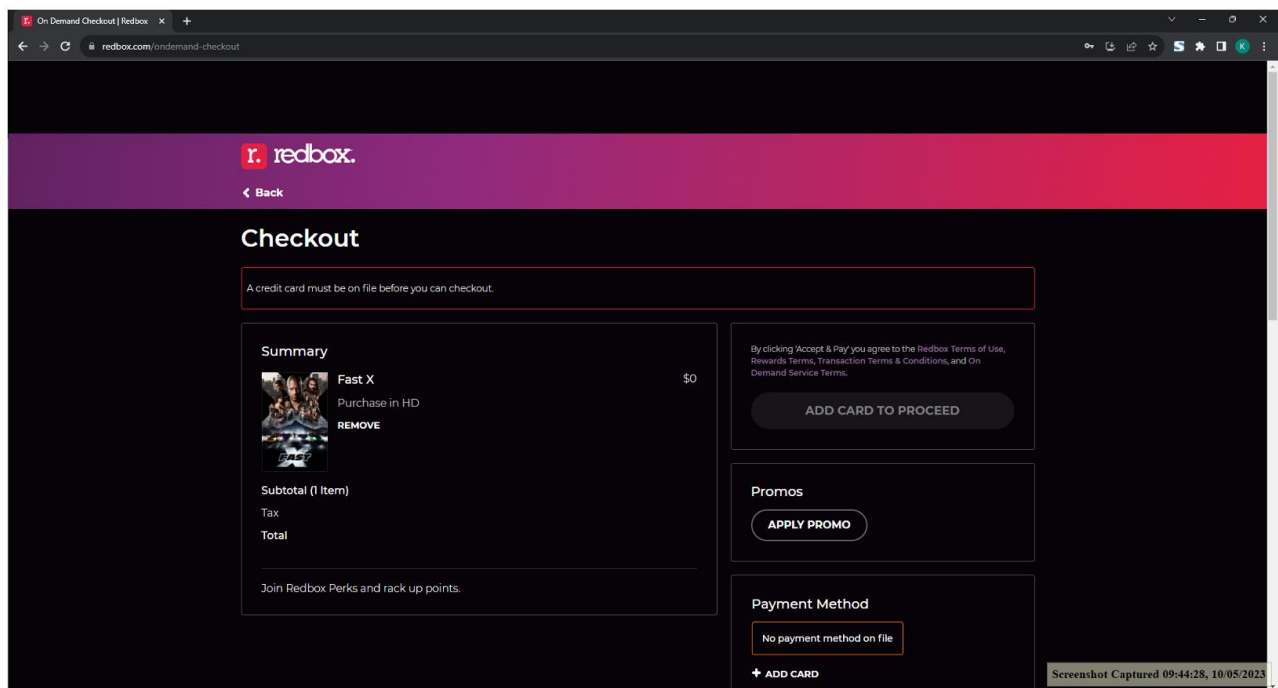 On Demand Checkout | Redbox
redbox.com/ondemand-checkout
S
K
r. redbox.
Back
Checkout
A credit card must be on file before you can checkout.
Summary
Fast X
$0
Purchase in HD
REMOVE
FAST X
Subtotal (1 Item)
Tax
Total
Join Redbox Perks and rack up points.
By clicking 'Accept & Pay' you agree to the Redbox Terms of Use,
Rewards Terms, Transaction Terms & Conditions, and On
Demand Service Terms.
ADD CARD TO PROCEED
Promos
APPLY PROMO
Payment Method
No payment method on file
+ ADD CARD
Screenshot Captured 09:44:28, 10/05/2023